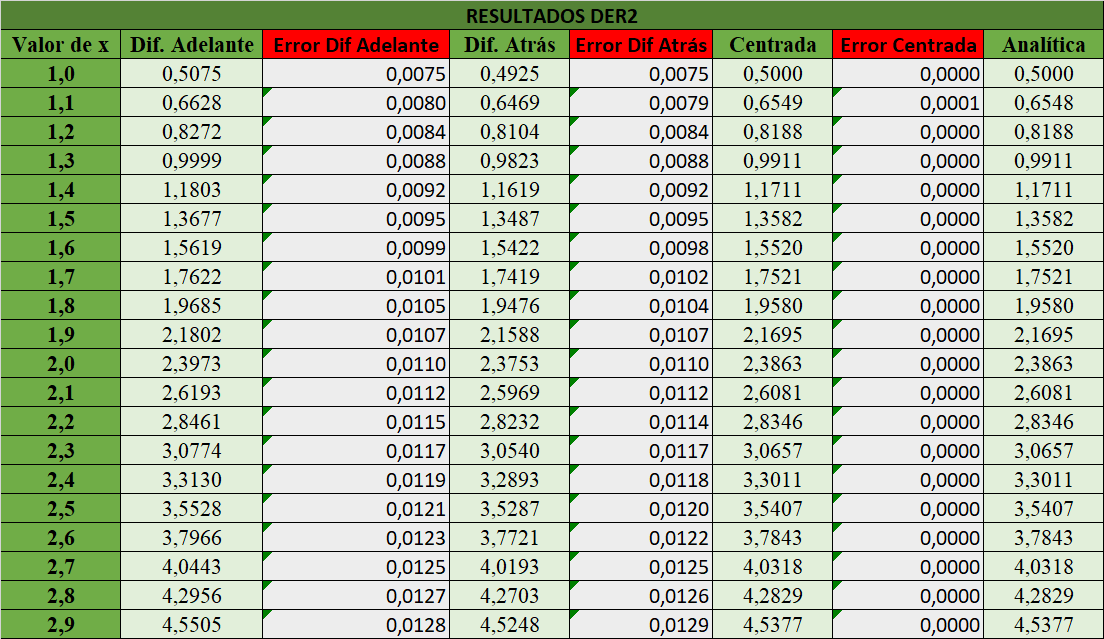 RESULTADOS DER2
Valor de x Dif. Adelante Error Dif Adelante Dif. Atrás Error Dif Atrás Centrada Error Centrada Analítica
1,0 0,5075 0,0075 0,4925 0,0075 0,5000 0,0000 0,5000
1,1 0,6628 0,0080 0,6469 0,0079 0,6549 0,0001 0,6548
1,2 0,8272 0,0084 0,8104 0,0084 0,8188 0,0000 0,8188
1,3 0,9999 0,0088 0,9823 0,0088 0,9911 0,0000 0,9911
1,4 1,1803 0,0092 1,1619 0,0092 1,1711 0,0000 1,1711
1,5 1,3677 0,0095 1,3487 0,0095 1,3582 0,0000 1,3582
1,6 1,5619 0,0099 1,5422 0,0098 1,5520 0,0000 1,5520
1,7 1,7622 0,0101 1,7419 0,0102 1,7521 0,0000 1,7521
1,8 1,9685 0,0105 1,9476 0,0104 1,9580 0,0000 1,9580
1,9 2,1802 0,0107 2,1588 0,0107 2,1695 0,0000 2,1695
2,0 2,3973 0,0110 2,3753 0,0110 2,3863 0,0000 2,3863
2,1 2,6193 0,0112 2,5969 0,0112 2,6081 0,0000 2,6081
2,2 2,8461 0,0115 2,8232 0,0114 2,8346 0,0000 2,8346
2,3 3,0774 0,0117 3,0540 0,0117 3,0657 0,0000 3,0657
2,4 3,3130 0,0119 3,2893 0,0118 3,3011 0,0000 3,3011
2,5 3,5528 0,0121 3,5287 0,0120 3,5407 0,0000 3,5407
2,6 3,7966 0,0123 3,7721 0,0122 3,7843 0,0000 3,7843
2,7 4,0443 0,0125 4,0193 0,0125 4,0318 0,0000 4,0318
2,8 4,2956 0,0127 4,2703 0,0126 4,2829 0,0000 4,2829
2,9 4,5505 0,0128 4,5248 0,0129 4,5377 0,0000 4,5377